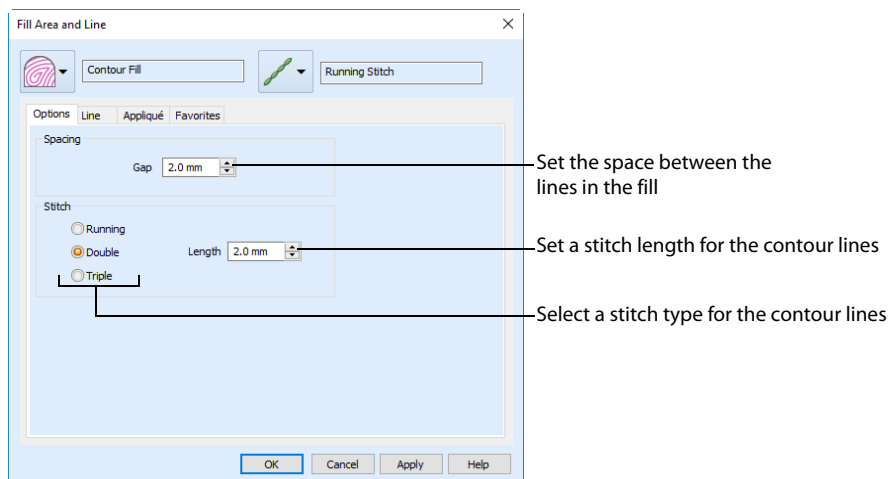 Fill Area and Line
Contour Fill
Running Stitch
Options Line Appliqué Favorites
Spacing
Gap 2.0 mm
Set the space between the
lines in the fill
Stitch
Running
Double
Length 2.0 mm
Set a stitch length for the contour lines
Triple
Select a stitch type for the contour lines
OK Cancel Apply Help